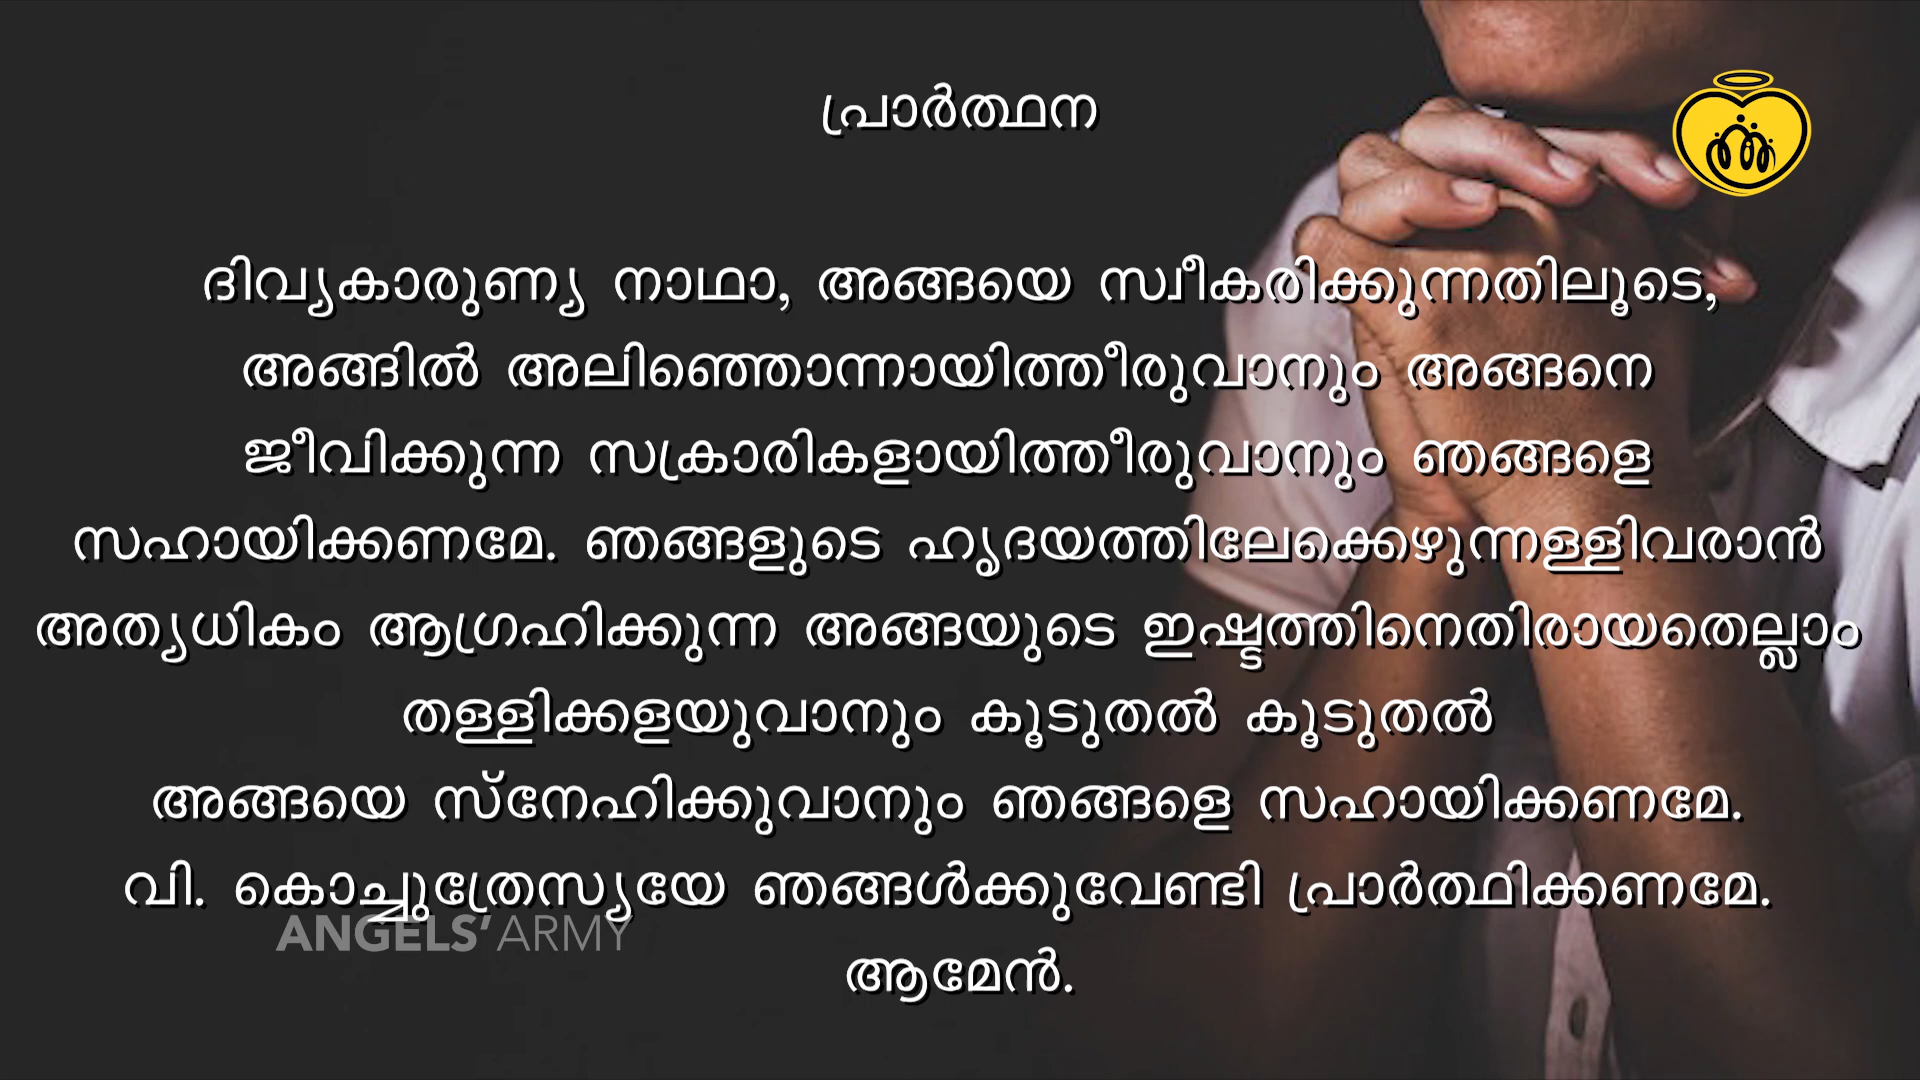 പ്രാർത്ഥന
ദിവ്യകാരുണ്യ നാഥാ, അങ്ങയെ സ്വീകരിക്കുന്നതിലൂടെ,
അങ്ങിൽ അലിഞ്ഞൊന്നായിത്തീരുവാനും അങ്ങനെ
ജീവിക്കുന്ന സക്രാരികളായിത്തീരുവാനും ഞങ്ങളെ
സഹായിക്കണമേ. ഞങ്ങളുടെ ഹൃദയത്തിലേക്കെഴുന്നള്ളിവരാൻ
അത്യധികം ആഗ്രഹിക്കുന്ന അങ്ങയുടെ ഇഷ്ടത്തിനെതിരായതെല്ലാം
തള്ളിക്കളയുവാനും കൂടുതൽ കൂടുതൽ
അങ്ങയെ സ്നേഹിക്കുവാനും ഞങ്ങളെ സഹായിക്കണമേ.
വി. കൊച്ചുത്രേസ്യയേ ഞങ്ങൾക്കുവേണ്ടി പ്രാർത്ഥിക്കണമേ.
ANGELS’ARMY
ആമേൻ.